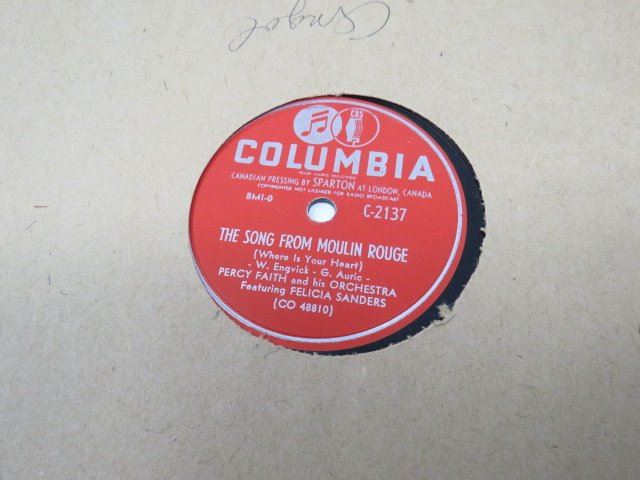 CBS
COLUMBIA
TRADE MARKS REGISTERED
CANADIAN PRESSING BY SPARTON AT LONDON, CANADA
COPYRIGHTED NOT LICENSED FOR RADIO BROADCAST
BMI-0 C-2137
THE SONG FROM MOULIN ROUGE
(Where Is Your Heart)
- W. Engvick - G. Auric -
PERCY FAITH and his ORCHESTRA
Featuring FELICIA SANDERS
(CO 48810)